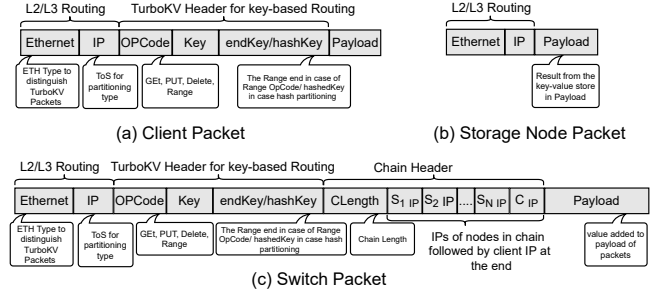 L2/L3 Routing
TurboKV Header for key-based Routing
Ethernet IP OPCode Key endKey/hashKey Payload
ETH Type to
distinguish
TurboKV
Packets
ToS for
partitioning
type
GEt, PUT, Delete,
Range
The Range end in case of
Range OpCode/ hashedKey
in case hash partitioning
(a) Client Packet
L2/L3 Routing
Ethernet IP Payload
Result from the
key-value store
in Payload
(b) Storage Node Packet
L2/L3 Routing
TurboKV Header for key-based Routing
Chain Header
Ethernet IP OPCode Key endKey/hashKey CLength S1 IP S2 IP .... SN IP C IP Payload
ETH Type to
distinguish
TurboKV
Packets
ToS for
partitioning
type
GEt, PUT, Delete,
Range
The Range end in case of Range
OpCode/ hashedKey in case hash
partitioning
Chain Length
IPs of nodes in chain
followed by client IP at
the end
value added to
payload of
packets
(c) Switch Packet